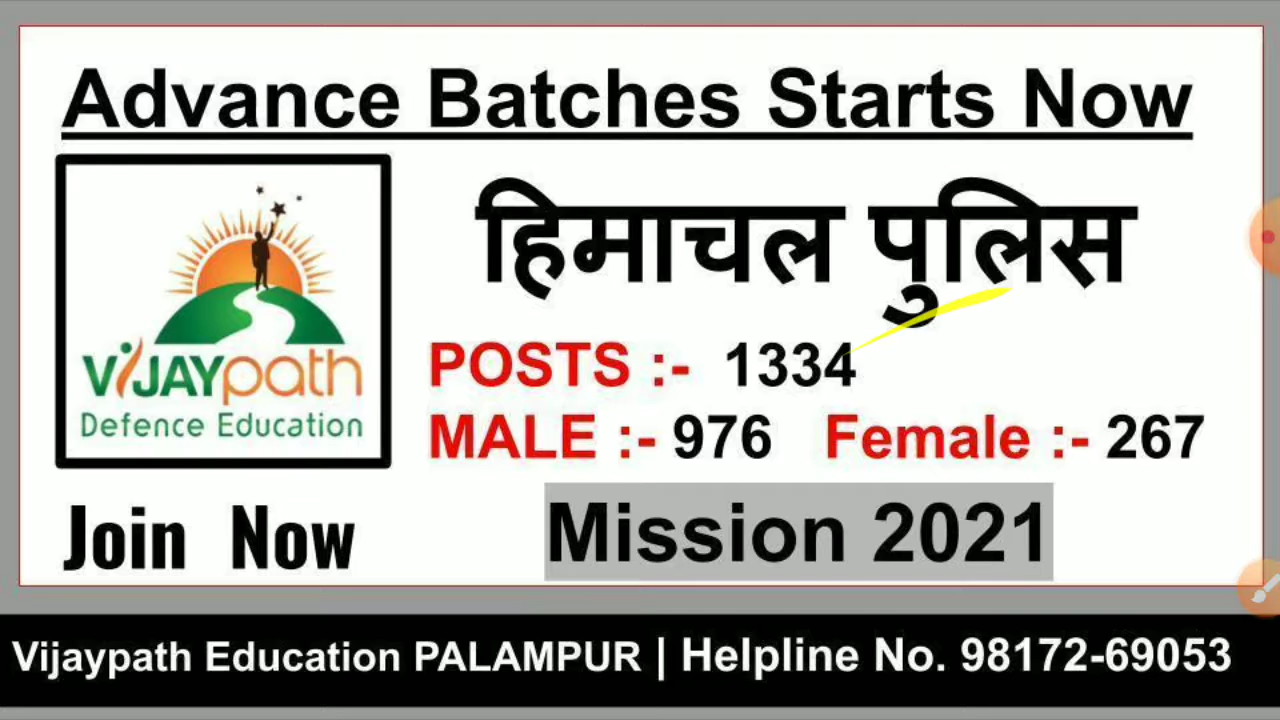 Advance Batches Starts Now
हिमाचल पुलिस
VIJAYpath
Defence Education
POSTS :- 1334
MALE :- 976 Female :- 267
Join Now
Mission 2021
Vijaypath Education PALAMPUR | Helpline No. 98172-69053